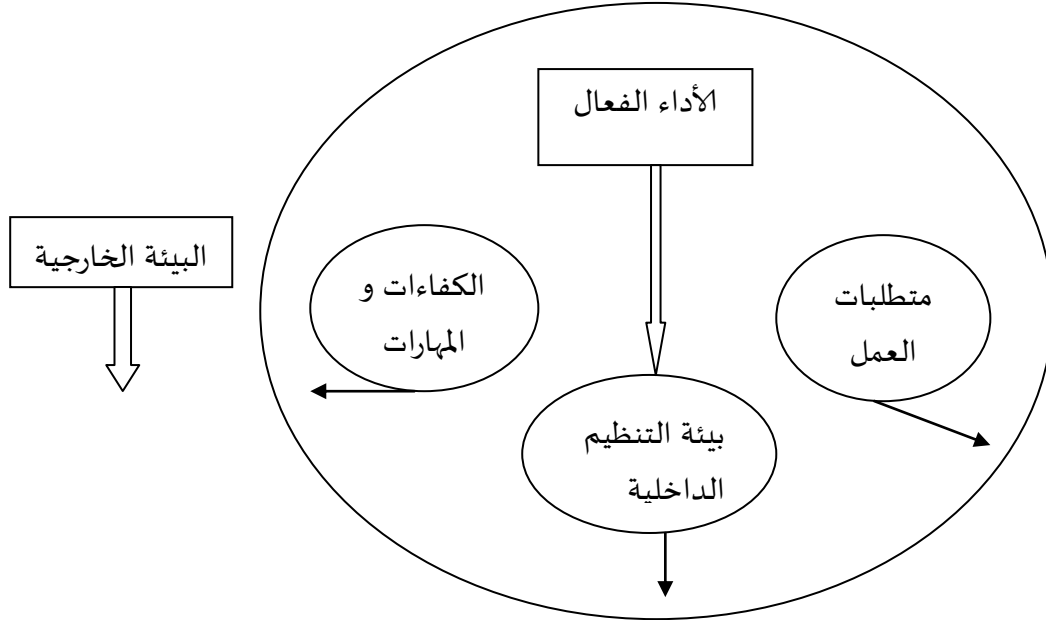 الأداء الفعال
البيئة الخارجية
الكفاءات و
المهارات
متطلبات
العمل
بيئة التنظيم
الداخلية